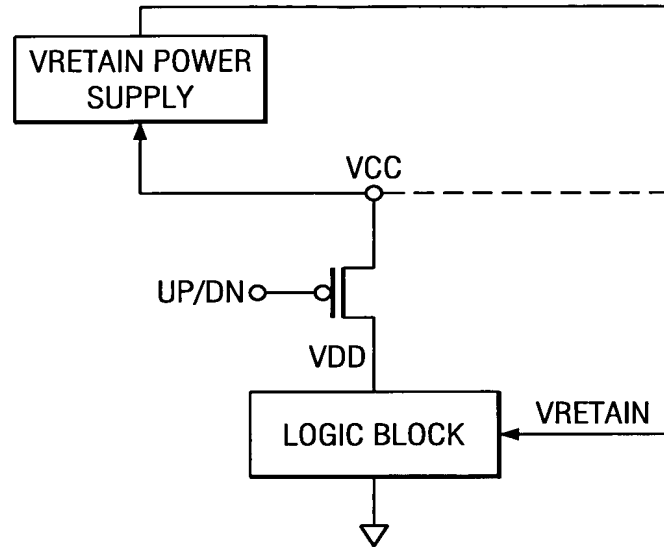 VRETAIN POWER
SUPPLY
VCC
UP/DN
VDD
VRETAIN
LOGIC BLOCK